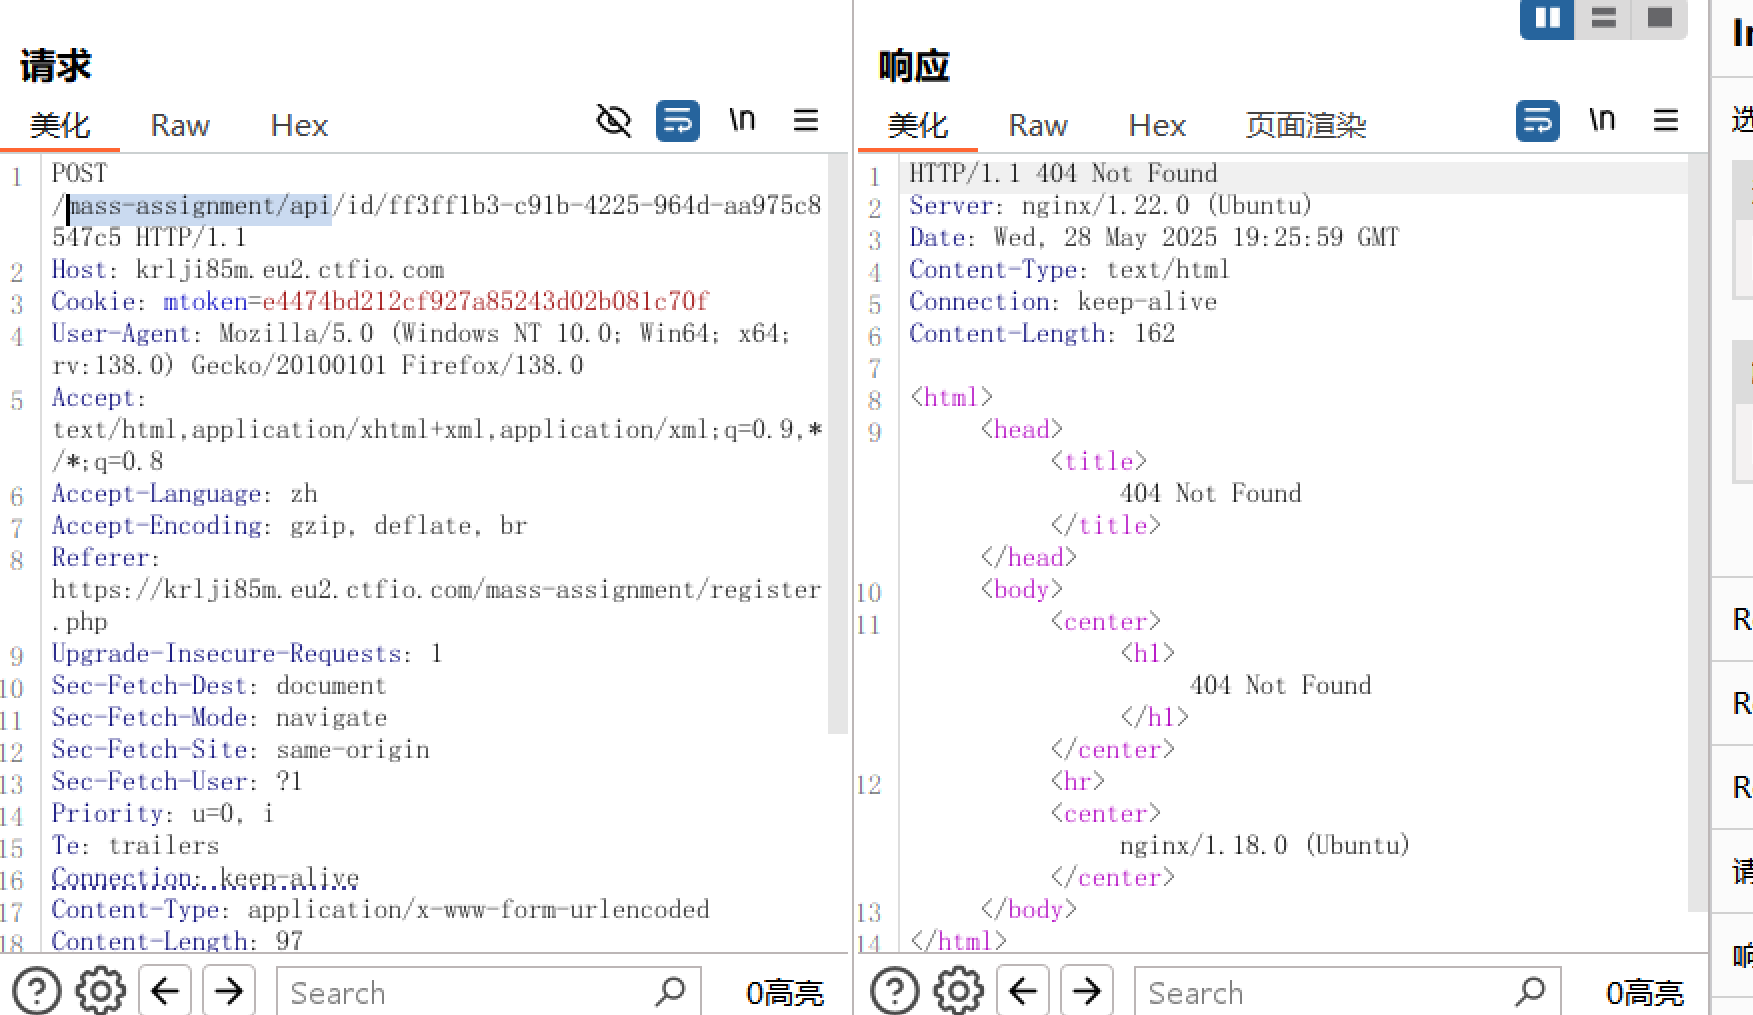 请求
美化 Raw Hex \n
1 POST
/mass-assignment/api/id/ff3ff1b3-c91b-4225-964d-aa975c8
547c5 HTTP/1.1
2 Host: krlji85m.eu2.ctfio.com
3 Cookie: mtoken=e4474bd212cf927a85243d02b081c70f
4 User-Agent: Mozilla/5.0 (Windows NT 10.0; Win64; x64;
rv:138.0) Gecko/20100101 Firefox/138.0
5 Accept:
text/html,application/xhtml+xml,application/xml;q=0.9,*
/*;q=0.8
6 Accept-Language: zh
7 Accept-Encoding: gzip, deflate, br
8 Referer:
https://krlji85m.eu2.ctfio.com/mass-assignment/register
.php
9 Upgrade-Insecure-Requests: 1
10 Sec-Fetch-Dest: document
11 Sec-Fetch-Mode: navigate
12 Sec-Fetch-Site: same-origin
13 Sec-Fetch-User: ?1
14 Priority: u=0, i
15 Te: trailers
16 Connection: keep-alive
17 Content-Type: application/x-www-form-urlencoded
18 Content-Length: 97
Search 0高亮
响应
美化 Raw Hex 页面渲染 \n
1 HTTP/1.1 404 Not Found
2 Server: nginx/1.22.0 (Ubuntu)
3 Date: Wed, 28 May 2025 19:25:59 GMT
4 Content-Type: text/html
5 Connection: keep-alive
6 Content-Length: 162
7
8 <html>
9 <head>
<title>
404 Not Found
</title>
</head>
10 <body>
11 <center>
<h1>
404 Not Found
</h1>
</center>
12 <hr>
<center>
nginx/1.18.0 (Ubuntu)
</center>
13 </body>
14 </html>
Search 0高亮
选
请
响